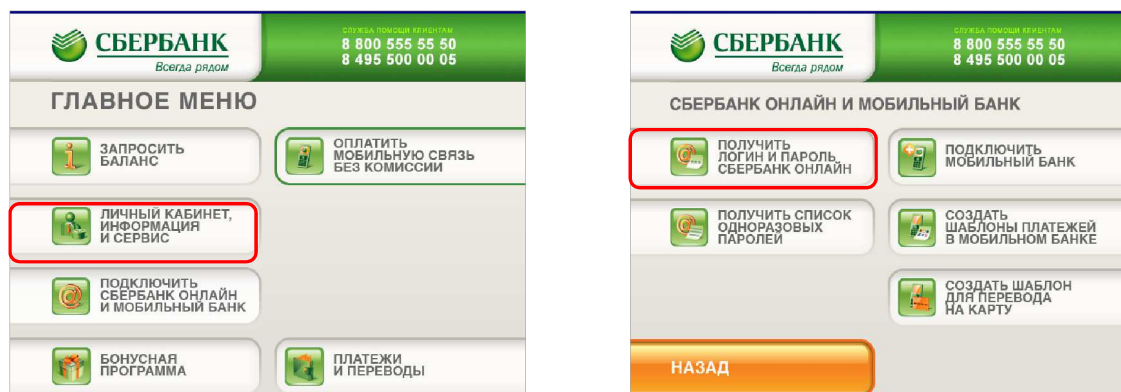 СБЕРБАНК
Всегда рядом
СЛУЖБА ПОМОЩИ КЛИЕНТАМ
8 800 555 55 50
8 495 500 00 05
ГЛАВНОЕ МЕНЮ
ЗАПРОСИТЬ
БАЛАНС
ОПЛАТИТЬ
МОБИЛЬНУЮ СВЯЗЬ
БЕЗ КОМИССИИ
ЛИЧНЫЙ КАБИНЕТ,
ИНФОРМАЦИЯ
И СЕРВИС
ПОДКЛЮЧИТЬ
СБЕРБАНК ОНЛАЙН
И МОБИЛЬНЫЙ БАНК
БОНУСНАЯ
ПРОГРАММА
ПЛАТЕЖИ
И ПЕРЕВОДЫ
СБЕРБАНК
Всегда рядом
СЛУЖБА ПОМОЩИ КЛИЕНТАМ
8 800 555 55 50
8 495 500 00 05
СБЕРБАНК ОНЛАЙН И МОБИЛЬНЫЙ БАНК
ПОЛУЧИТЬ
ЛОГИН И ПАРОЛЬ,
СБЕРБАНК ОНЛАЙН
ПОДКЛЮЧИТЬ
МОБИЛЬНЫЙ БАНК
ПОЛУЧИТЬ СПИСОК
ОДНОРАЗОВЫХ
ПАРОЛЕЙ
СОЗДАТЬ
ШАБЛОНЫ ПЛАТЕЖЕЙ
В МОБИЛЬНОМ БАНКЕ
СОЗДАТЬ ШАБЛОН
ДЛЯ ПЕРЕВОДА
НА КАРТУ
НАЗАД